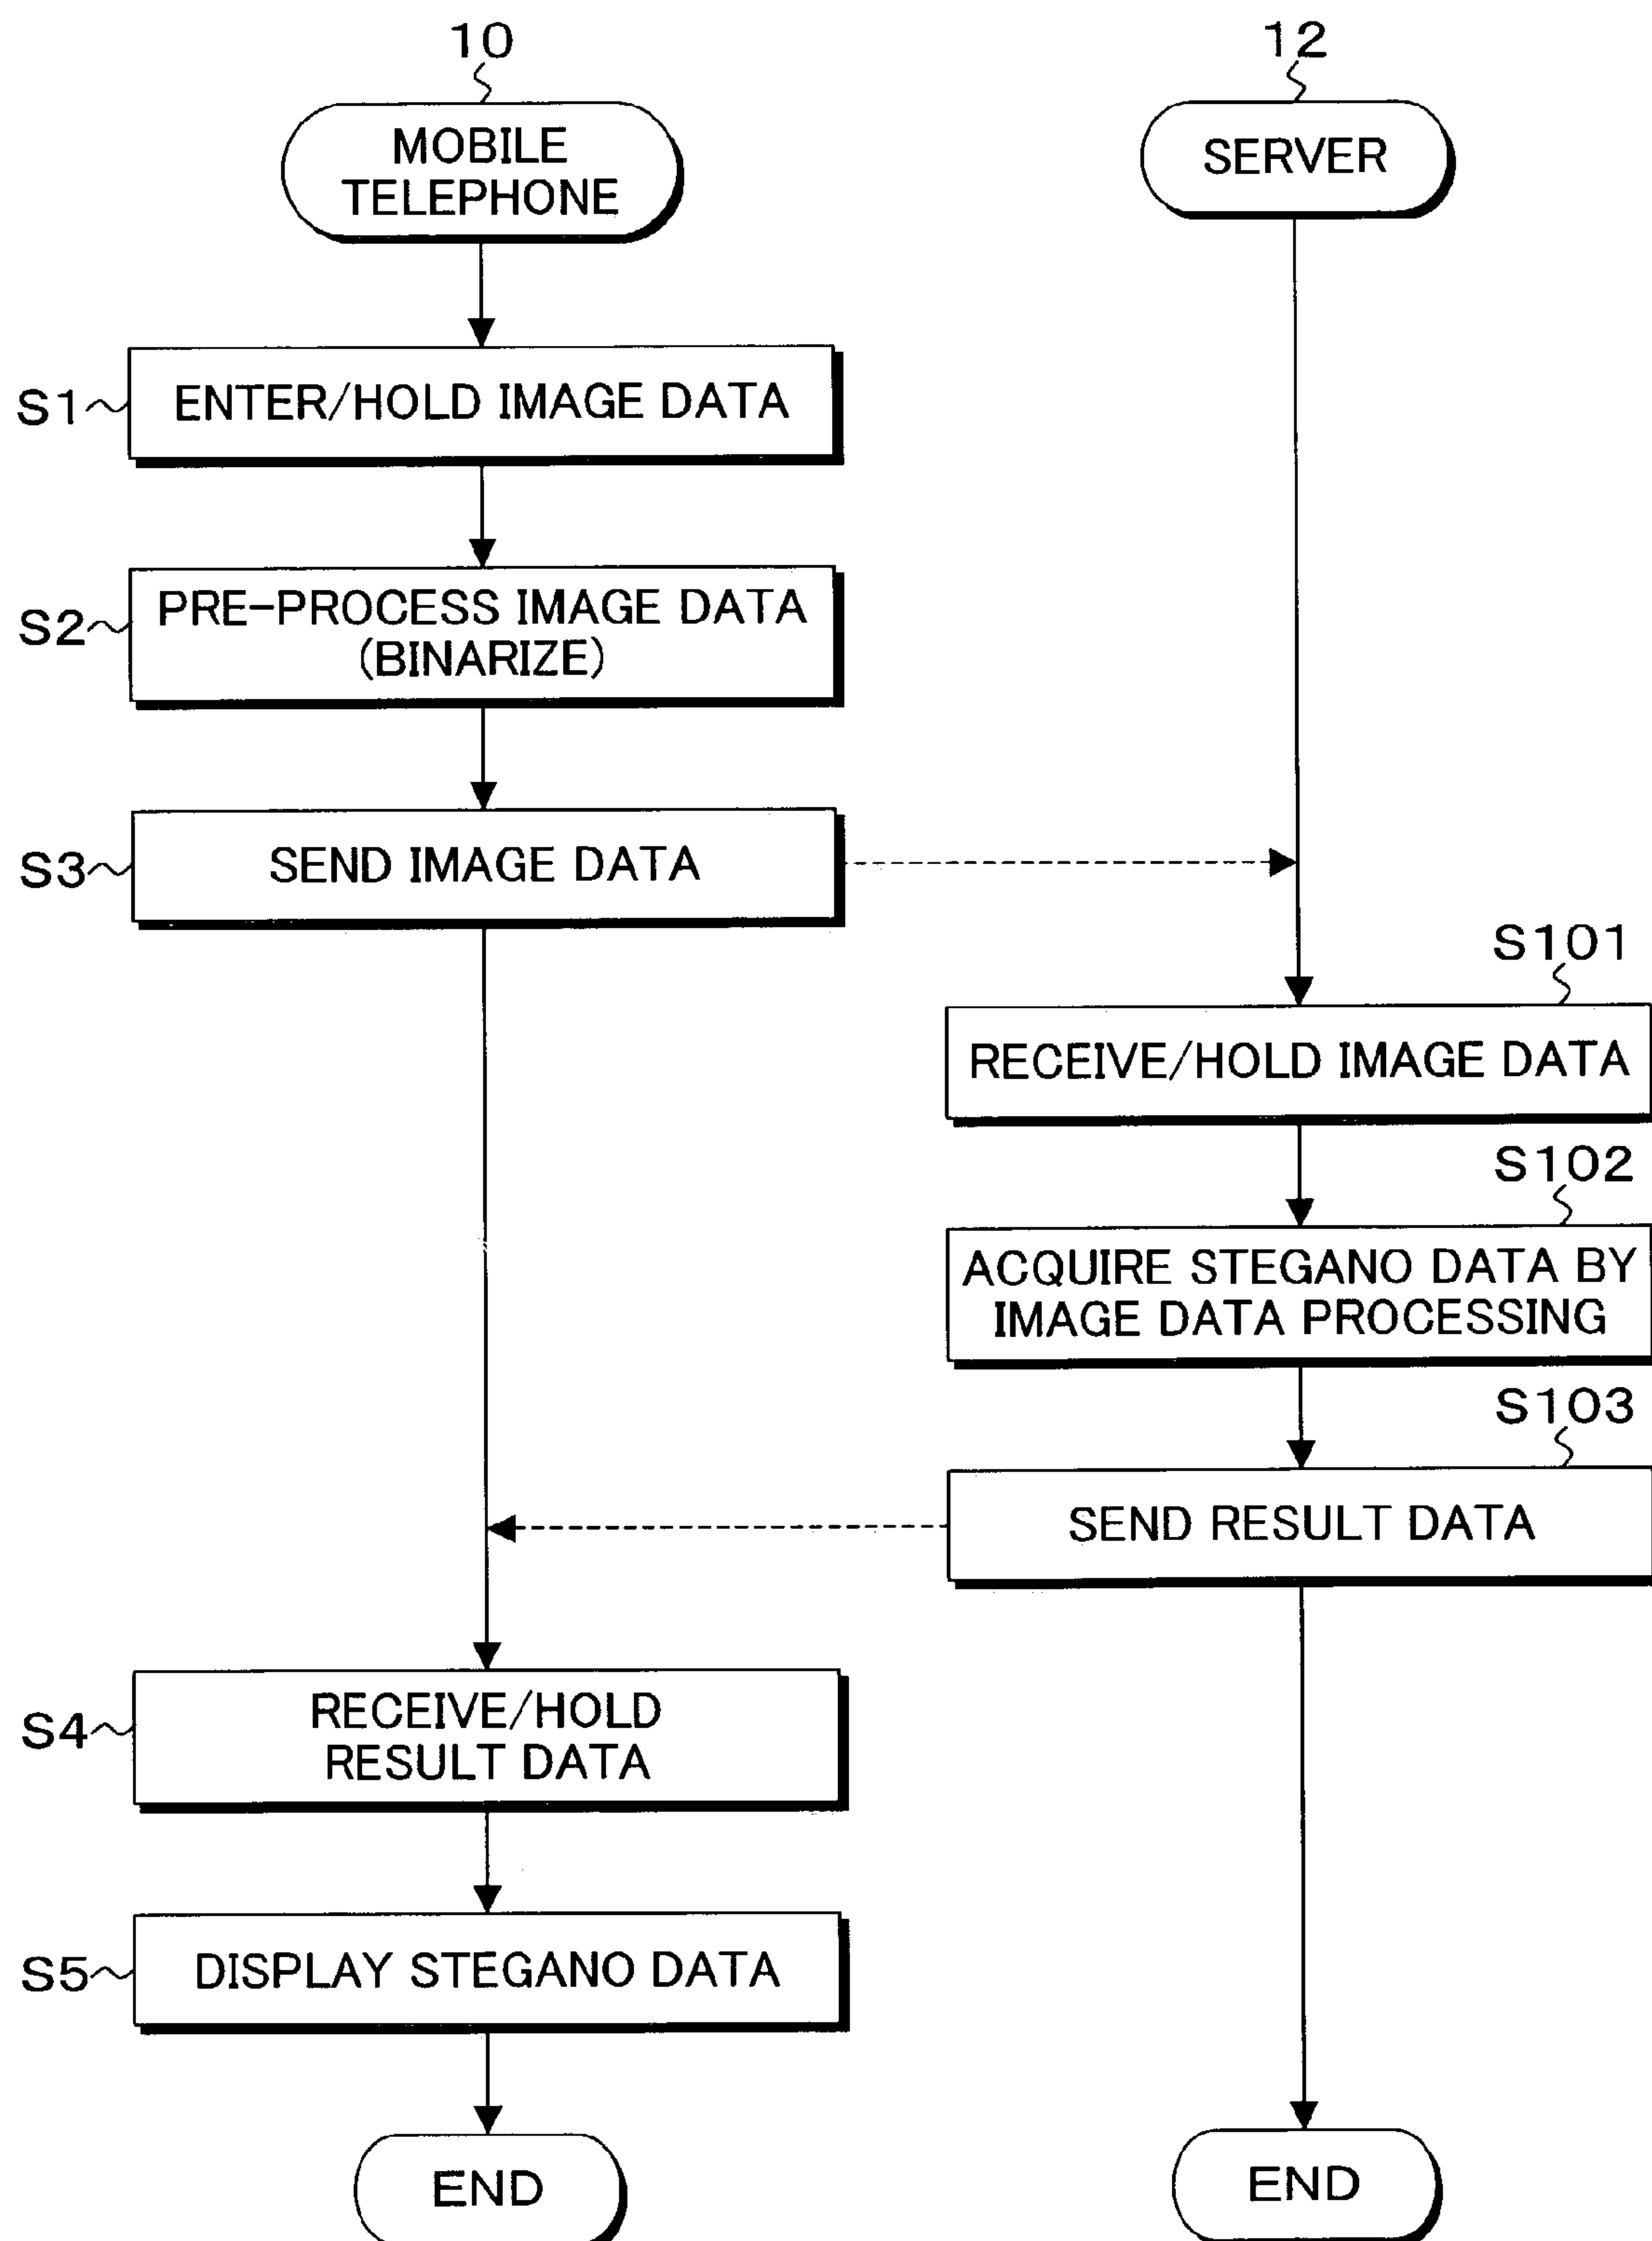 10
12
MOBILE
TELEPHONE
SERVER
S1
ENTER/HOLD IMAGE DATA
S2
PRE-PROCESS IMAGE DATA
(BINARIZE)
S3
SEND IMAGE DATA
S101
RECEIVE/HOLD IMAGE DATA
S102
ACQUIRE STEGANO DATA BY
IMAGE DATA PROCESSING
S103
SEND RESULT DATA
S4
RECEIVE/HOLD
RESULT DATA
S5
DISPLAY STEGANO DATA
END
END